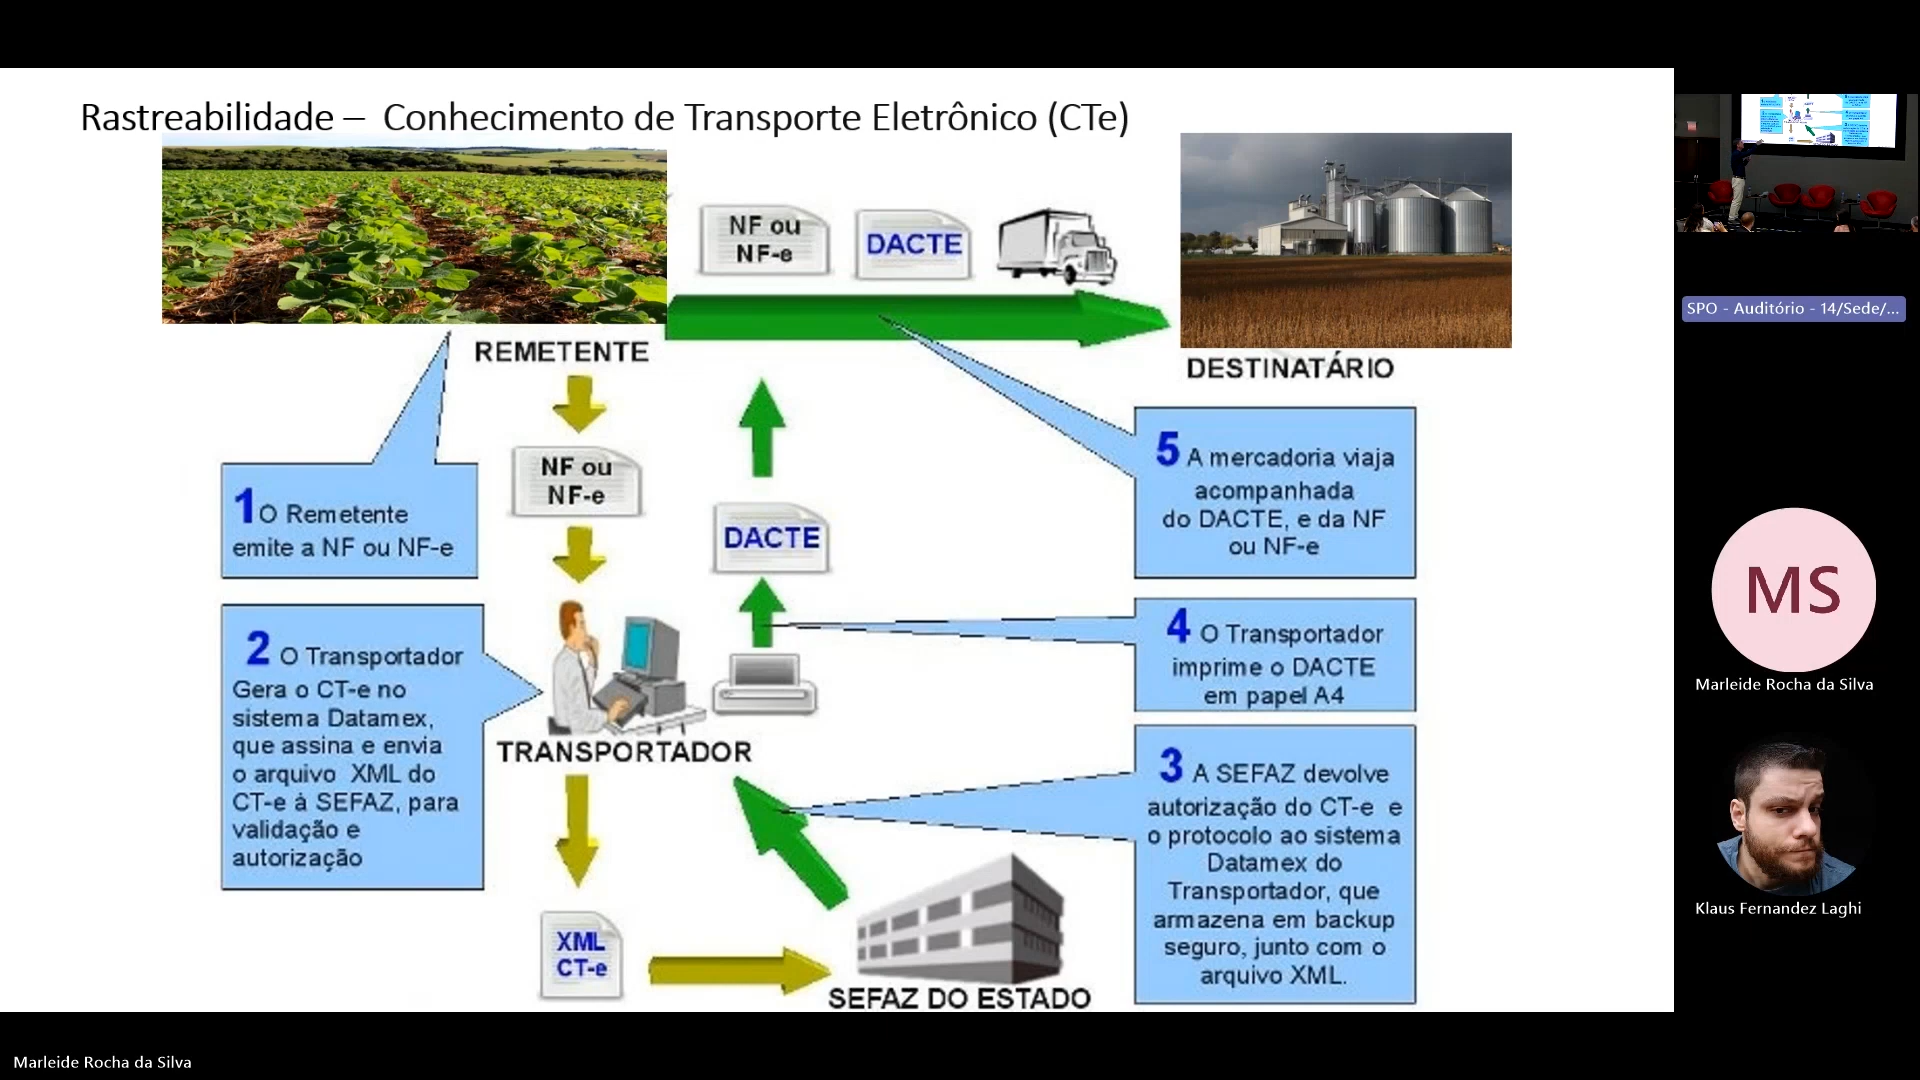 Rastreabilidade – Conhecimento de Transporte Eletrônico (CTe)
NF ou
NF-e
DACTE
REMETENTE
DESTINATÁRIO
NF ou
NF-e
DACTE
1 O Remetente
emite a NF ou NF-e
2 O Transportador
Gera o CT-e no
sistema Datamex,
que assina e envia
o arquivo XML do
CT-e à SEFAZ, para
validação e
autorização
TRANSPORTADOR
XML
CT-e
SEFAZ DO ESTADO
5 A mercadoria viaja
acompanhada
do DACTE, e da NF
ou NF-e
4 O Transportador
imprime o DACTE
em papel A4
3 A SEFAZ devolve
autorização do CT-e e
o protocolo ao sistema
Datamex do
Transportador, que
armazena em backup
seguro, junto com o
arquivo XML.
SPO - Auditório - 14/Sede/...
MS
Marleide Rocha da Silva
Klaus Fernandez Laghi
Marleide Rocha da Silva